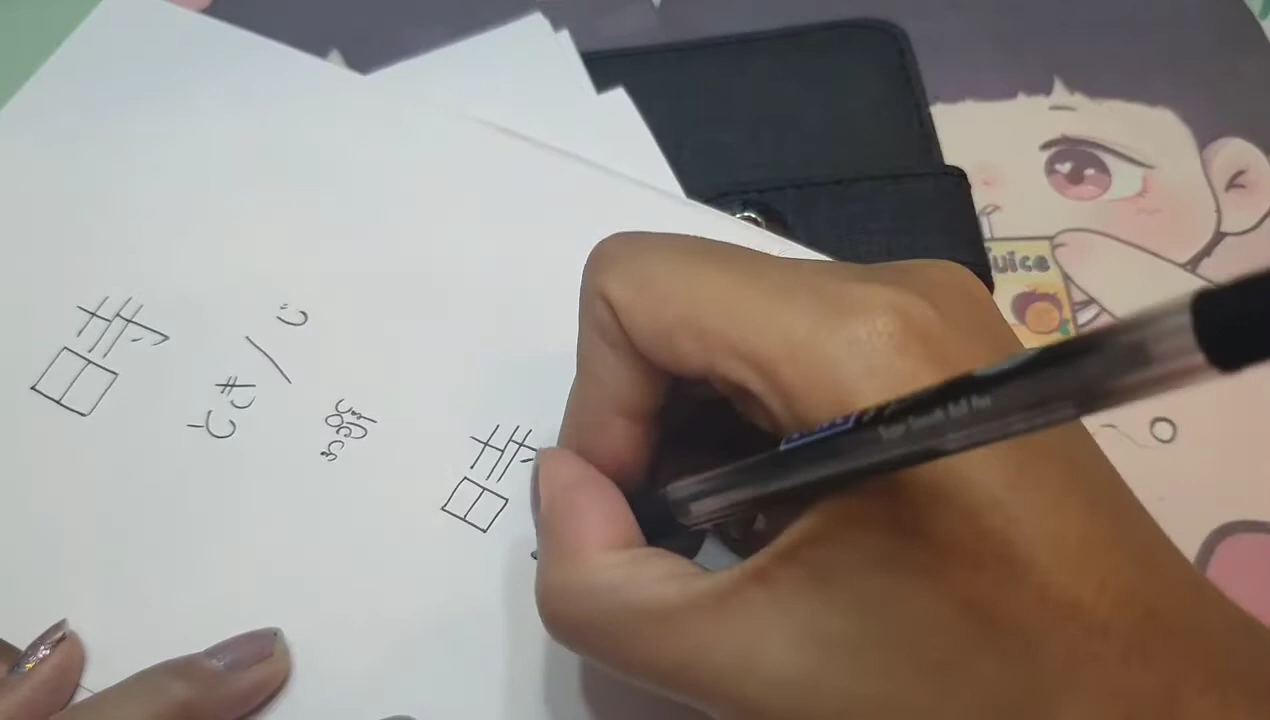 時
とき / じ
အချိန်
時
juice